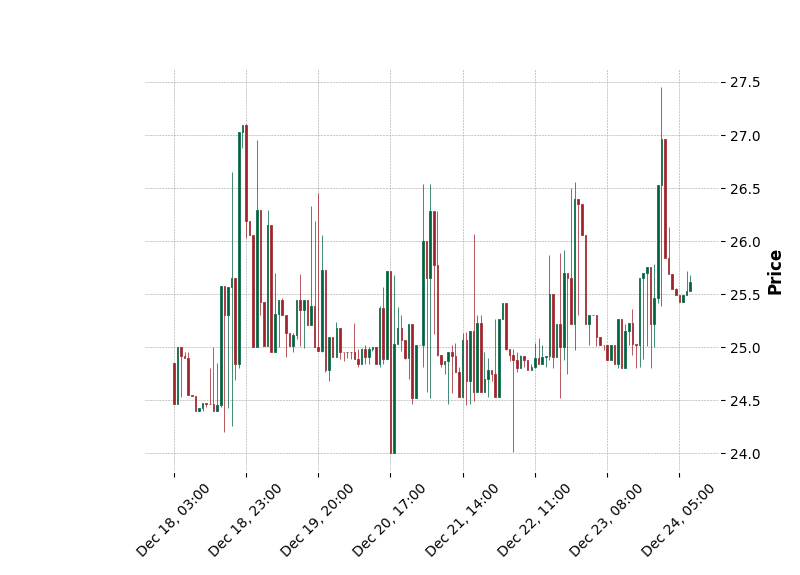 27.5
27.0
26.5
26.0
25.5
25.0
24.5
24.0
Price
Dec 18, 03:00
Dec 18, 23:00
Dec 19, 20:00
Dec 20, 17:00
Dec 21, 14:00
Dec 22, 11:00
Dec 23, 08:00
Dec 24, 05:00